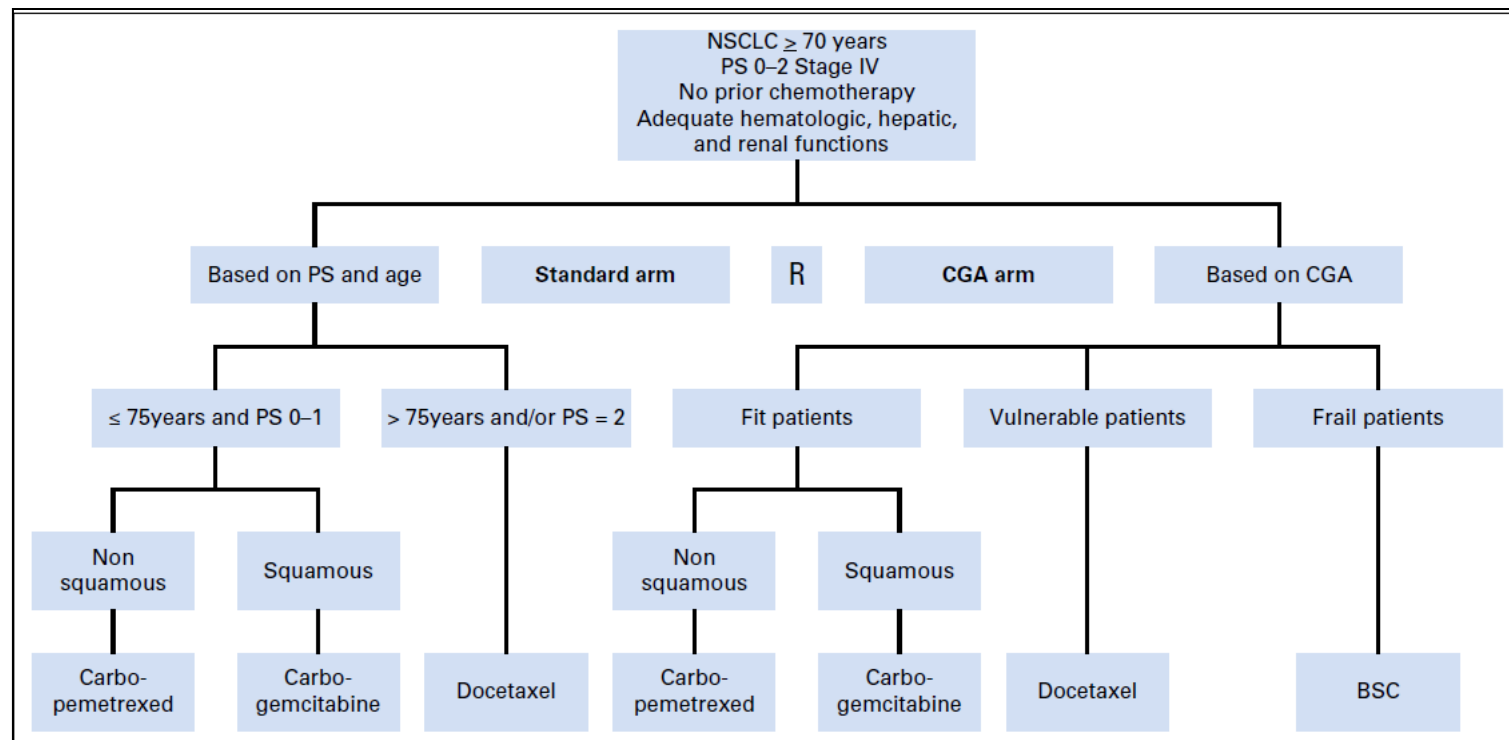 NSCLC ≥ 70 years
PS 0–2 Stage IV
No prior chemotherapy
Adequate hematologic, hepatic,
and renal functions
Based on PS and age
Standard arm
R
CGA arm
Based on CGA
≤ 75years and PS 0–1
> 75years and/or PS = 2
Fit patients
Vulnerable patients
Frail patients
Non
squamous
Squamous
Non
squamous
Squamous
Carbo-
pemetrexed
Carbo-
gemcitabine
Docetaxel
Carbo-
pemetrexed
Carbo-
gemcitabine
Docetaxel
BSC